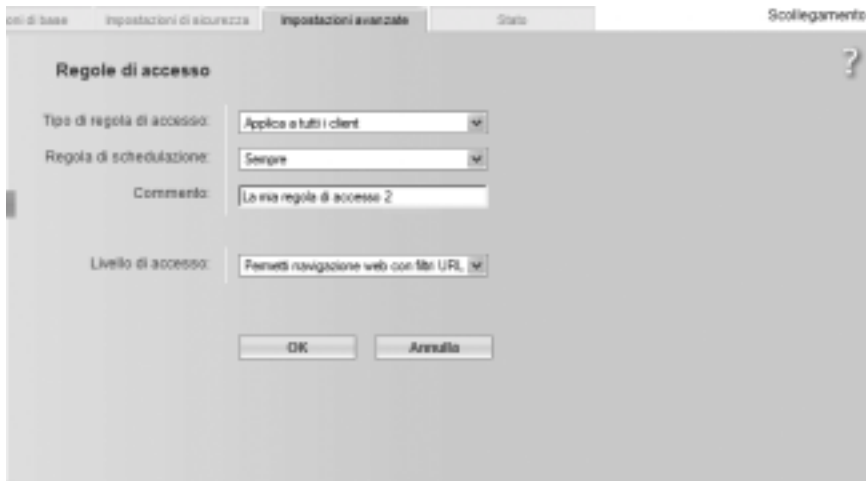 oni di base Impostazioni di sicurezza Impostazioni avanzate Stato Scollegamento
?
Regole di accesso
Tipo di regola di accesso: Applica a tutti i client
Regola di schedulazione: Sempre
Commento: La mia regola di accesso 2
Livello di accesso: Permetti navigazione web con filtri URL
OK Annulla